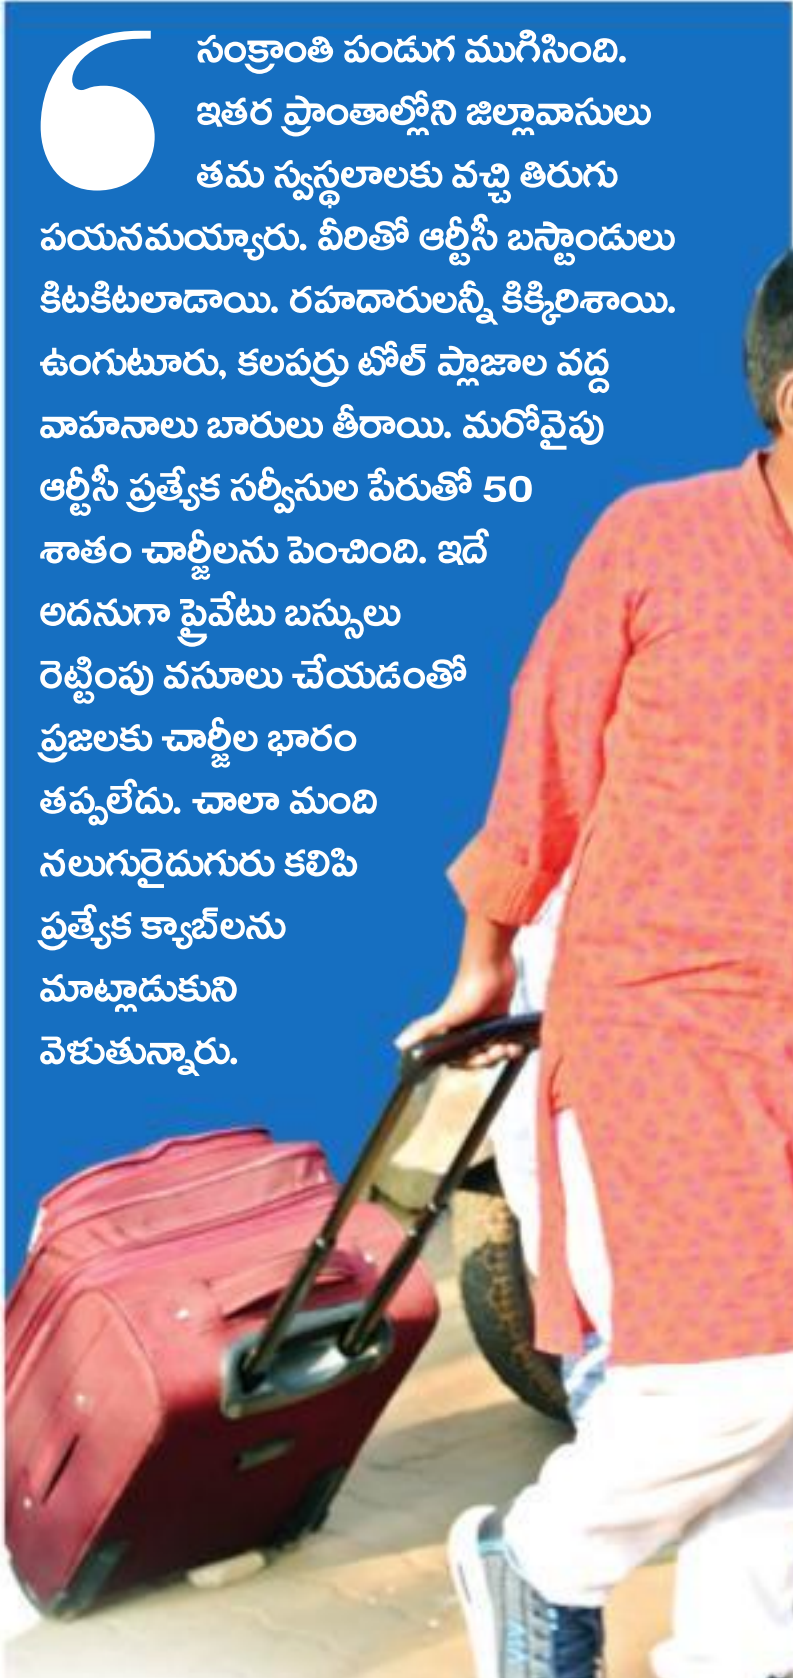 సంక్రాంతి పండుగ ముగిసింది.
ఇతర ప్రాంతాల్లోని జిల్లావాసులు
తమ స్వస్థలాలకు వచ్చి తిరుగు
పయనమయ్యారు. వీరితో ఆర్టీసీ బస్టాండులు
కిటకిటలాడాయి. రహదారులన్నీ కిక్కిరిశాయి.
ఉంగుటూరు, కలపర్రు టోల్ ప్లాజాల వద్ద
వాహనాలు బారులు తీరాయి. మరోవైపు
ఆర్టీసీ ప్రత్యేక సర్వీసుల పేరుతో 50
శాతం చార్జీలను పెంచింది. ఇదే
అదనుగా ప్రైవేటు బస్సులు
రెట్టింపు వసూలు చేయడంతో
ప్రజలకు చార్జీల భారం
తప్పలేదు. చాలా మంది
నలుగురైదుగురు కలిపి
ప్రత్యేక క్యాబ్‌లను
మాట్లాడుకుని
వెళుతున్నారు.